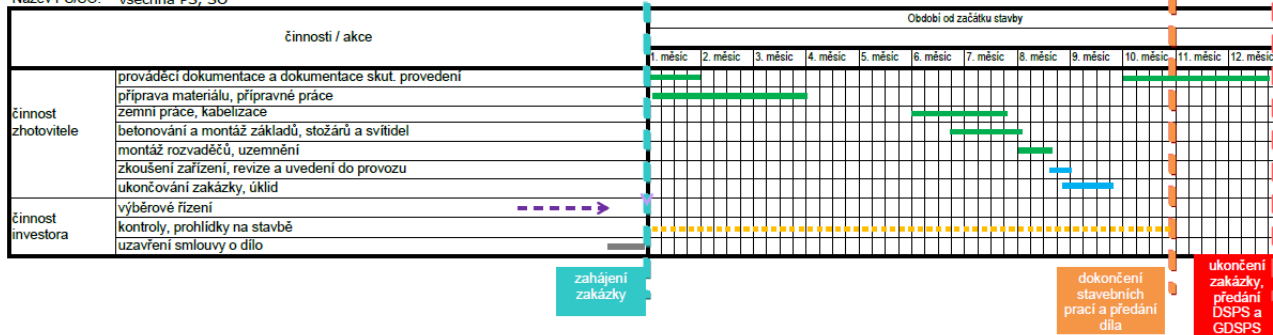 všechna PS, SO
činnosti / akce
Období od začátku stavby
1. měsíc 2. měsíc 3. měsíc 4. měsíc 5. měsíc 6. měsíc 7. měsíc 8. měsíc 9. měsíc 10. měsíc 11. měsíc 12. měsíc
činnost
zhotovitele
prováděcí dokumentace a dokumentace skut. provedení
příprava materiálu, přípravné práce
zemní práce, kabelizace
betonování a montáž základů, stožárů a svítidel
montáž rozvaděčů, uzemnění
zkoušení zařízení, revize a uvedení do provozu
ukončování zakázky, úklid
činnost
investora
výběrové řízení
kontroly, prohlídky na stavbě
uzavření smlouvy o dílo
zahájení
zakázky
dokončení
stavebních
prací a předání
díla
ukončení
zakázky,
předání
DSPS a
GDSPS